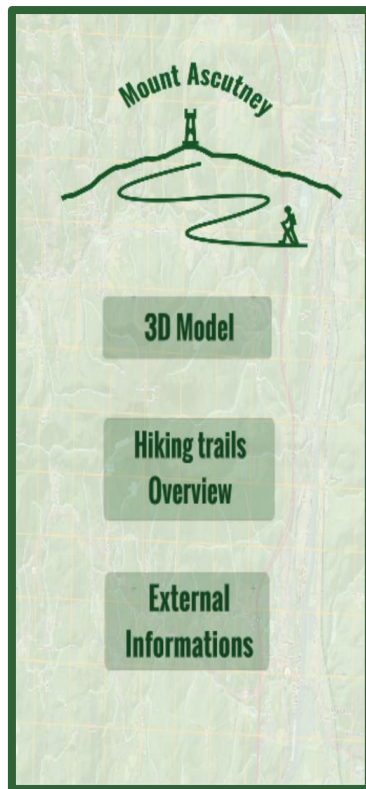 Mount Ascutney
3D Model
Hiking trails
Overview
External
Informations